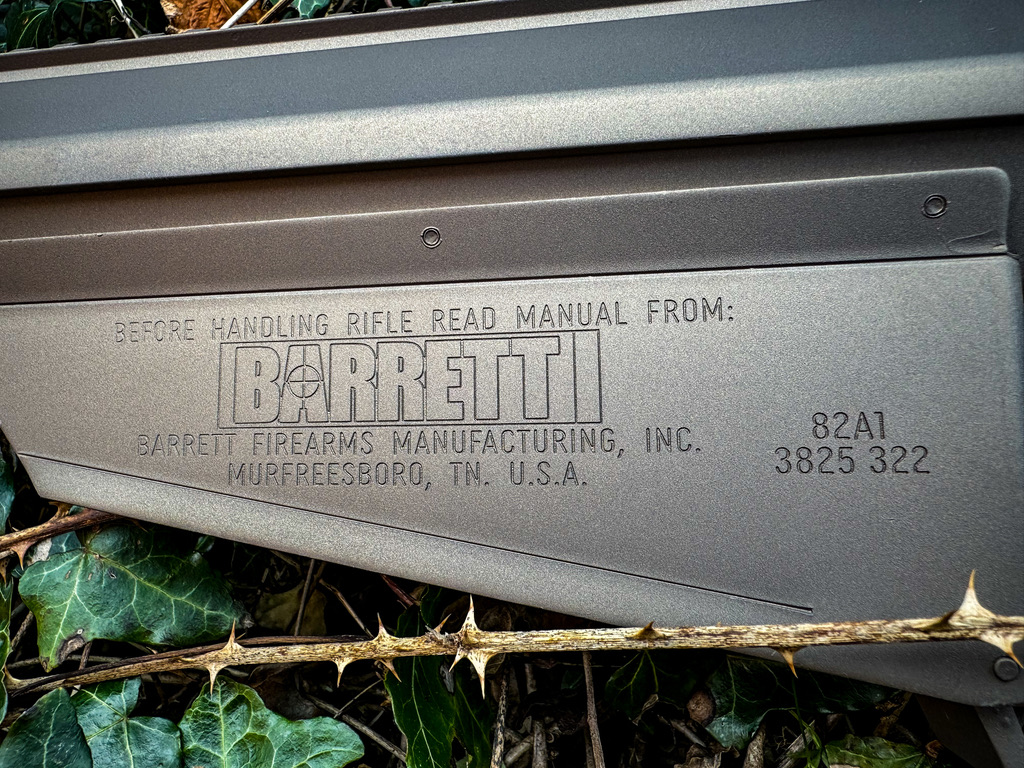 BEFORE HANDLING RIFLE READ MANUAL FROM:
BARRETT
BARRETT FIREARMS MANUFACTURING, INC.
MURFREESBORO, TN. U.S.A.
82A1
3825 322